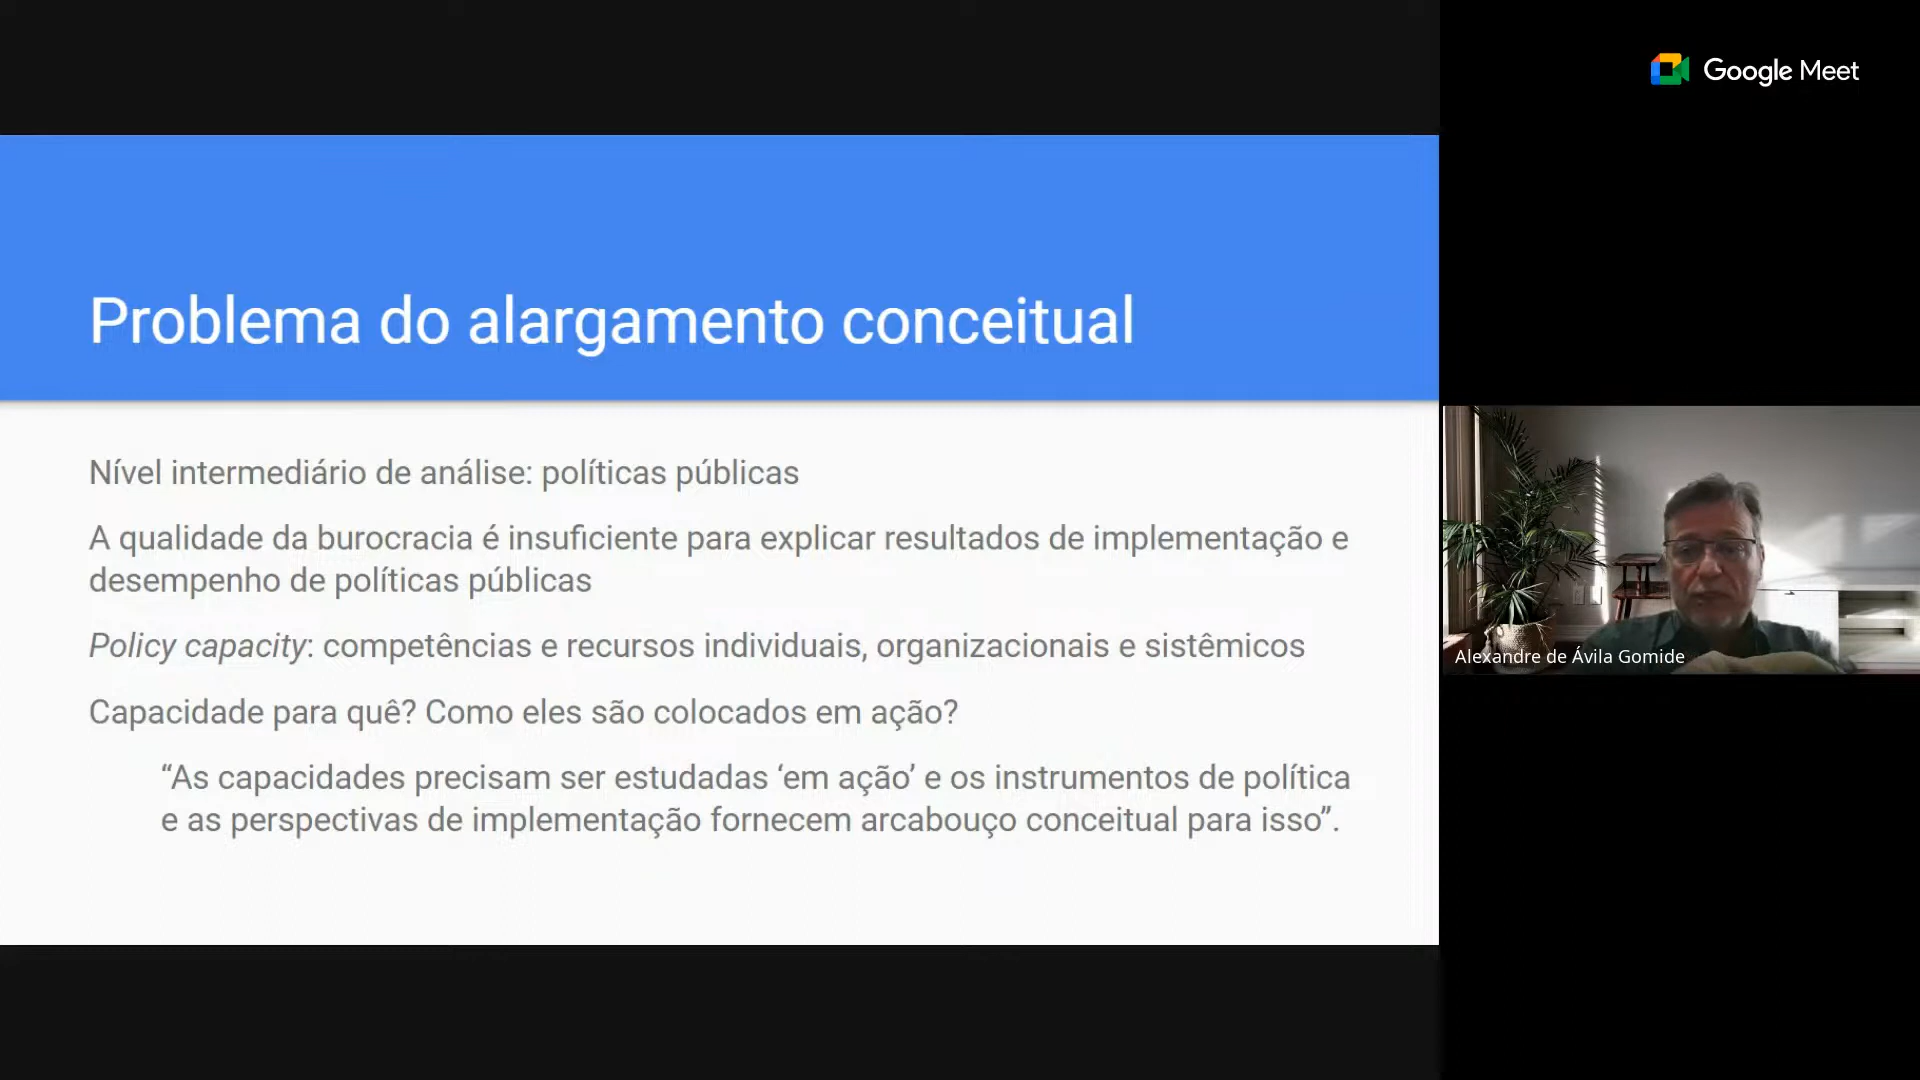 Google Meet
Problema do alargamento conceitual
Nível intermediário de análise: políticas públicas
A qualidade da burocracia é insuficiente para explicar resultados de implementação e
desempenho de políticas públicas
Policy capacity: competências e recursos individuais, organizacionais e sistêmicos
Capacidade para quê? Como eles são colocados em ação?
“As capacidades precisam ser estudadas ‘em ação’ e os instrumentos de política
e as perspectivas de implementação fornecem arcabouço conceitual para isso”.
Alexandre de Ávila Gomide